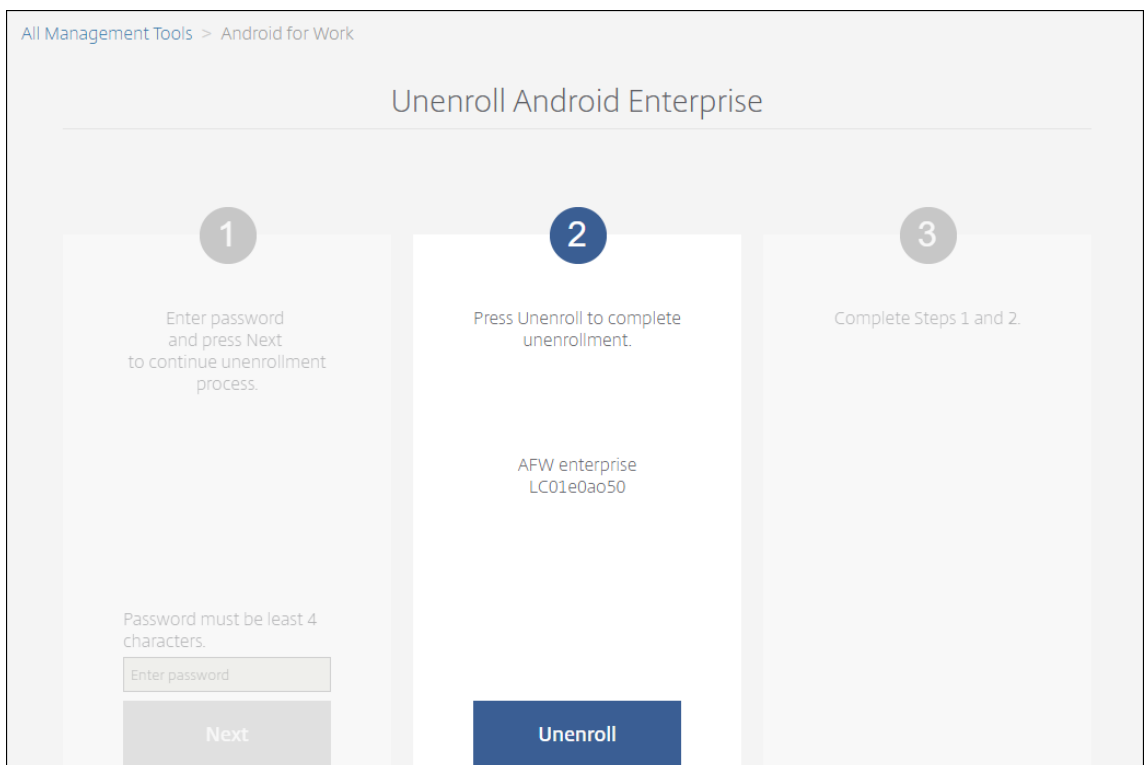 All Management Tools > Android for Work
Unenroll Android Enterprise
1
Enter password
and press Next
to continue unenrollment
process.
Password must be least 4
characters.
Enter password
Next
2
Press Unenroll to complete
unenrollment.
AFW enterprise
LC01e0ao50
Unenroll
3
Complete Steps 1 and 2.